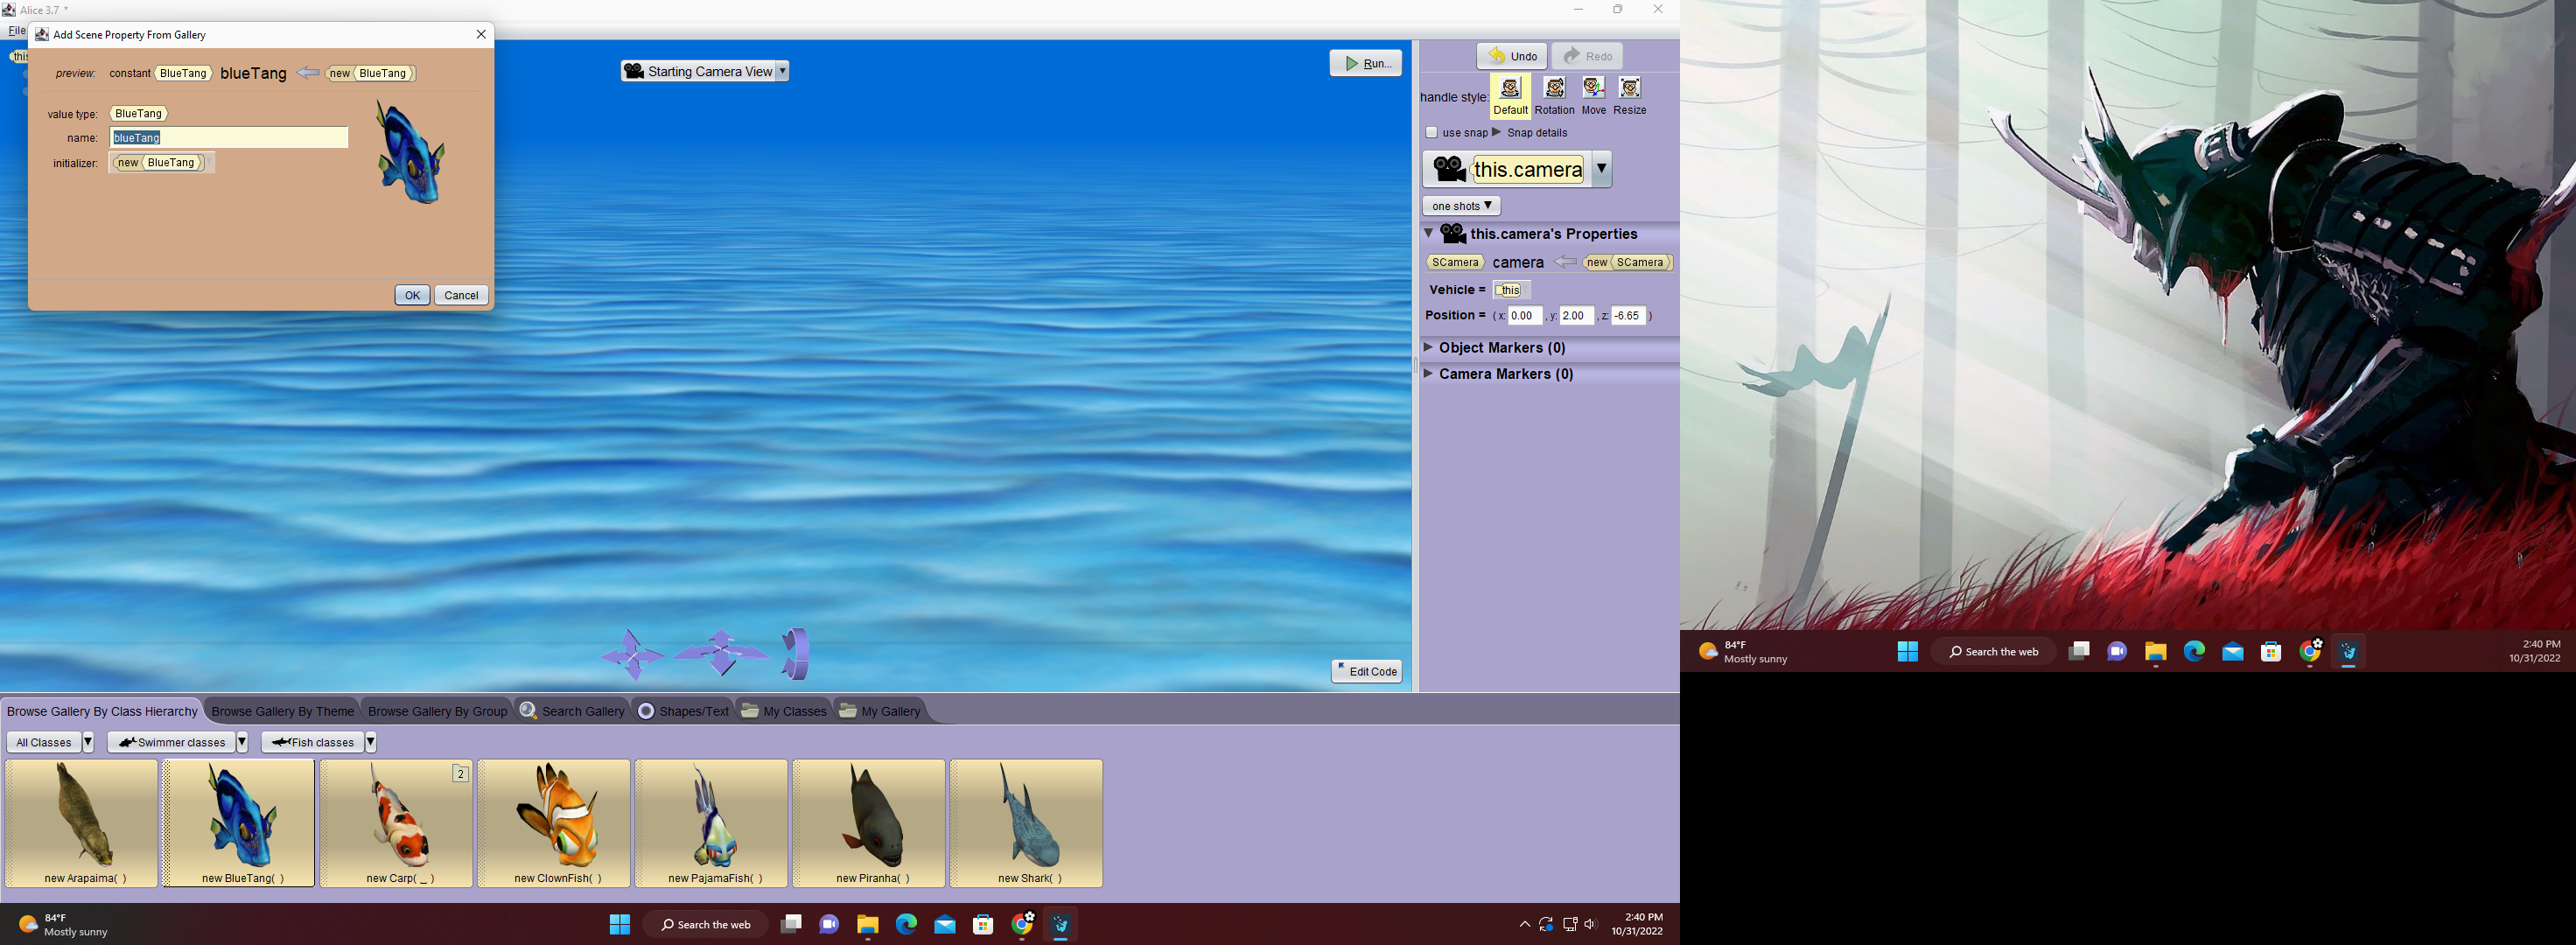 Alice 3.7 *
File
Add Scene Property From Gallery
this
preview: constant BlueTang blueTang new BlueTang
value type: BlueTang
name: blueTang
initializer: new BlueTang
OK Cancel
Starting Camera View
Run...
Edit Code
Undo Redo
handle style: Default Rotation Move Resize
use snap Snap details
this.camera
one shots
this.camera's Properties
SCamera camera new SCamera
Vehicle = this
Position = ( x: 0.00 , y: 2.00 , z: -6.65 )
Object Markers (0)
Camera Markers (0)
Browse Gallery By Class Hierarchy Browse Gallery By Theme Browse Gallery By Group Search Gallery Shapes/Text My Classes My Gallery
All Classes Swimmer classes Fish classes
2
new Arapaima( ) new BlueTang( ) new Carp( _ ) new ClownFish( ) new PajamaFish( ) new Piranha( ) new Shark( )
84°F
Mostly sunny
Search the web
2:40 PM
10/31/2022
84°F
Mostly sunny
Search the web
2:40 PM
10/31/2022